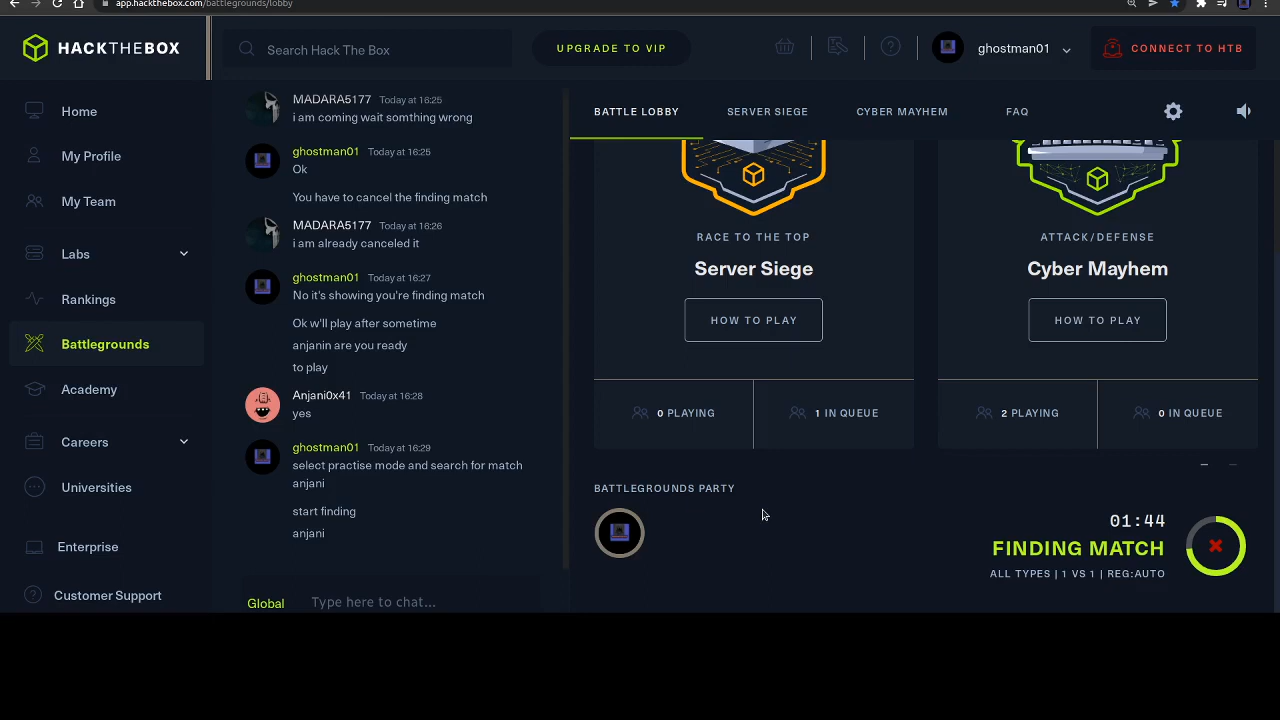 app.hackthebox.com/battlegrounds/lobby
HACKTHEBOX
Search Hack The Box
UPGRADE TO VIP
ghostman01
CONNECT TO HTB
Home
My Profile
My Team
Labs
Rankings
Battlegrounds
Academy
Careers
Universities
Enterprise
Customer Support
MADARA5177 Today at 16:25
i am coming wait somthing wrong
ghostman01 Today at 16:25
Ok
You have to cancel the finding match
MADARA5177 Today at 16:26
i am already canceled it
ghostman01 Today at 16:27
No it's showing you're finding match
Ok w'll play after sometime
anjanin are you ready
to play
Anjani0x41 Today at 16:28
yes
ghostman01 Today at 16:29
select practise mode and search for match
anjani
start finding
anjani
Global Type here to chat...
BATTLE LOBBY SERVER SIEGE CYBER MAYHEM FAQ
RACE TO THE TOP
Server Siege
HOW TO PLAY
0 PLAYING 1 IN QUEUE
ATTACK/DEFENSE
Cyber Mayhem
HOW TO PLAY
2 PLAYING 0 IN QUEUE
BATTLEGROUNDS PARTY
01:44
FINDING MATCH
ALL TYPES | 1 VS 1 | REG:AUTO